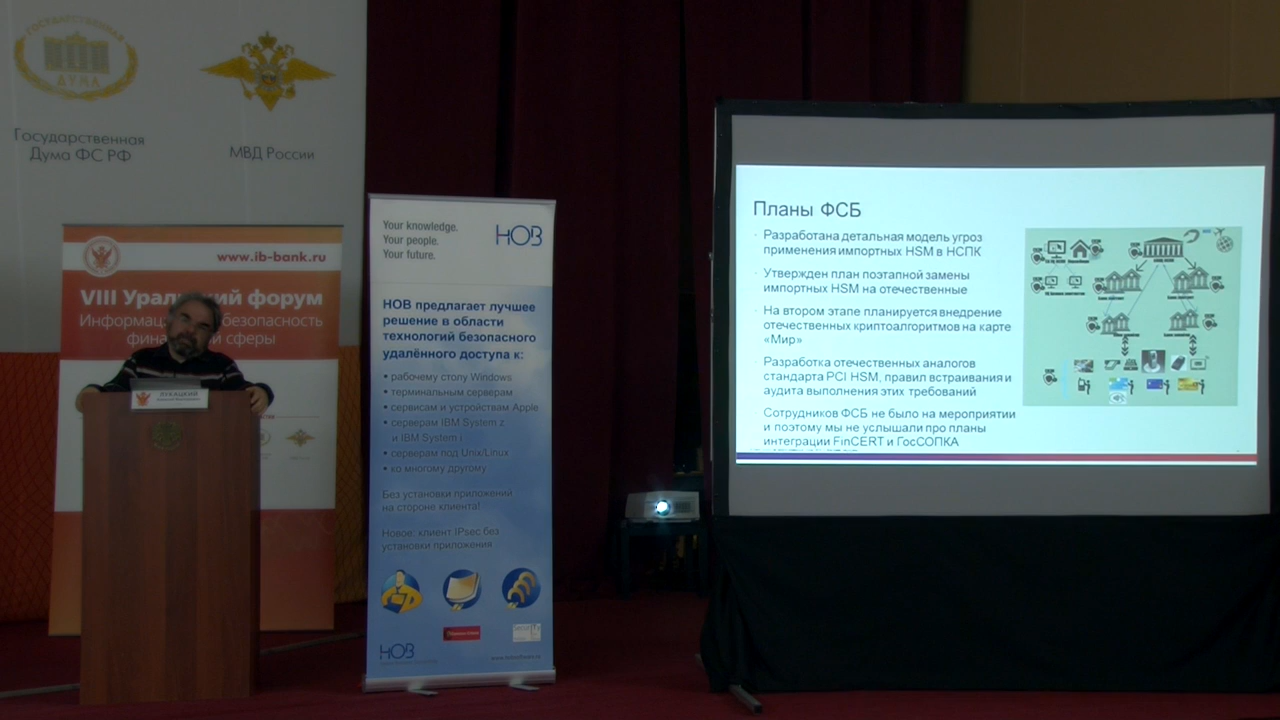 ГОСУДАРСТВЕННАЯ
ДУМА
Государственная
Дума ФС РФ
МВД России
www.ib-bank.ru
VIII Уральский форум
безопасность
сферы
ЛУКАЦКИЙ
Your knowledge.
Your people.
Your future.
HOB
HOB предлагает лучшее
решение в области
технологий безопасного
удалённого доступа к:
• рабочему столу Windows
• терминальным серверам
• сервисам и устройствам Apple
• серверам IBM System z
и IBM System i
• серверам под Unix/Linux
• ко многому другому
Без установки приложений
на стороне клиента!
Новое: клиент IPsec без
установки приложения
HOB
Планы ФСБ
Разработана детальная модель угроз
применения импортных HSM в НСПК
Утвержден план поэтапной замены
импортных HSM на отечественные
На втором этапе планируется внедрение
отечественных криптоалгоритмов на карте
«Мир»
Разработка отечественных аналогов
стандарта PCI HSM, правил встраивания и
аудита выполнения этих требований
Сотрудников ФСБ не было на мероприятии
и поэтому мы не услышали про планы
интеграции FinCERT и ГосСОПКА